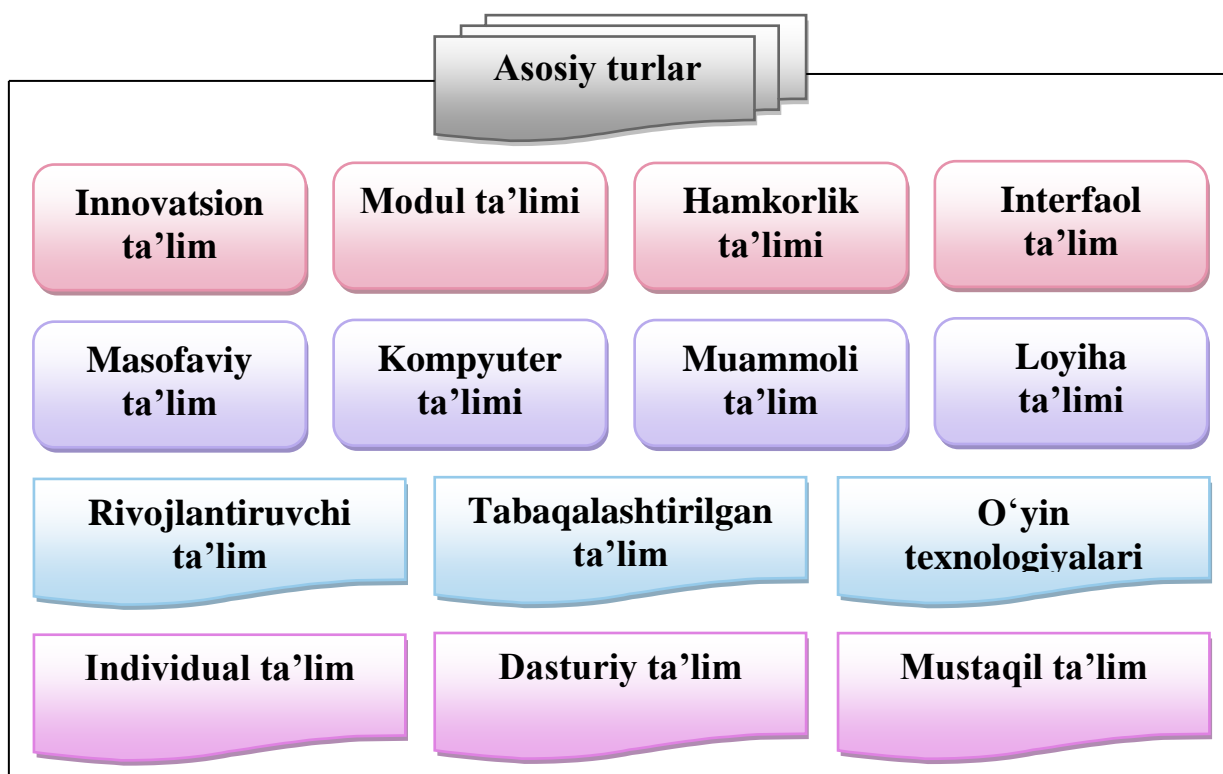 Asosiy turlar
Innovatsion
ta’lim
Modul ta’limi
Hamkorlik
ta’limi
Interfaol
ta’lim
Masofaviy
ta’lim
Kompyuter
ta’limi
Muammoli
ta’lim
Loyiha
ta’limi
Rivojlantiruvchi
ta’lim
Tabaqalashtirilgan
ta’lim
O‘yin
texnologiyalari
Individual ta’lim
Dasturiy ta’lim
Mustaqil ta’lim